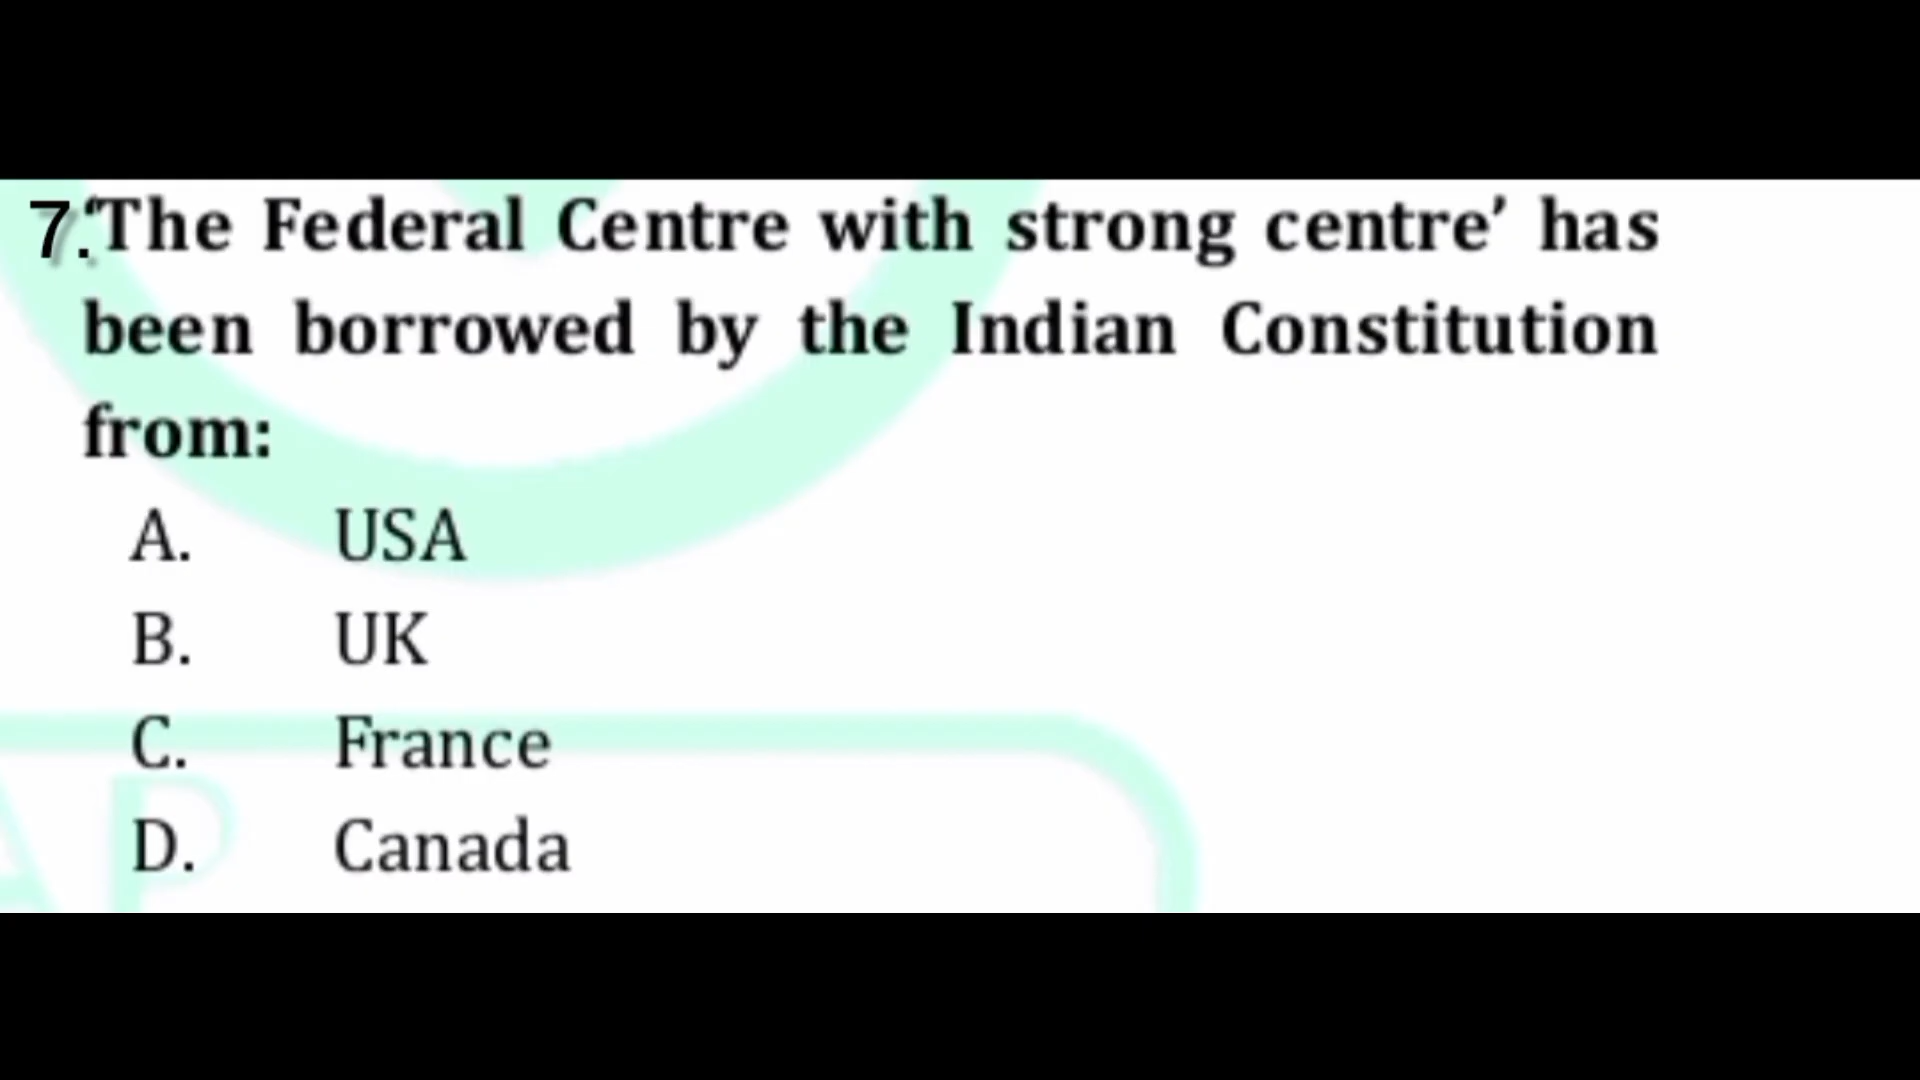 7.‘The Federal Centre with strong centre’ has
been borrowed by the Indian Constitution
from:
A. USA
B. UK
C. France
D. Canada
AP